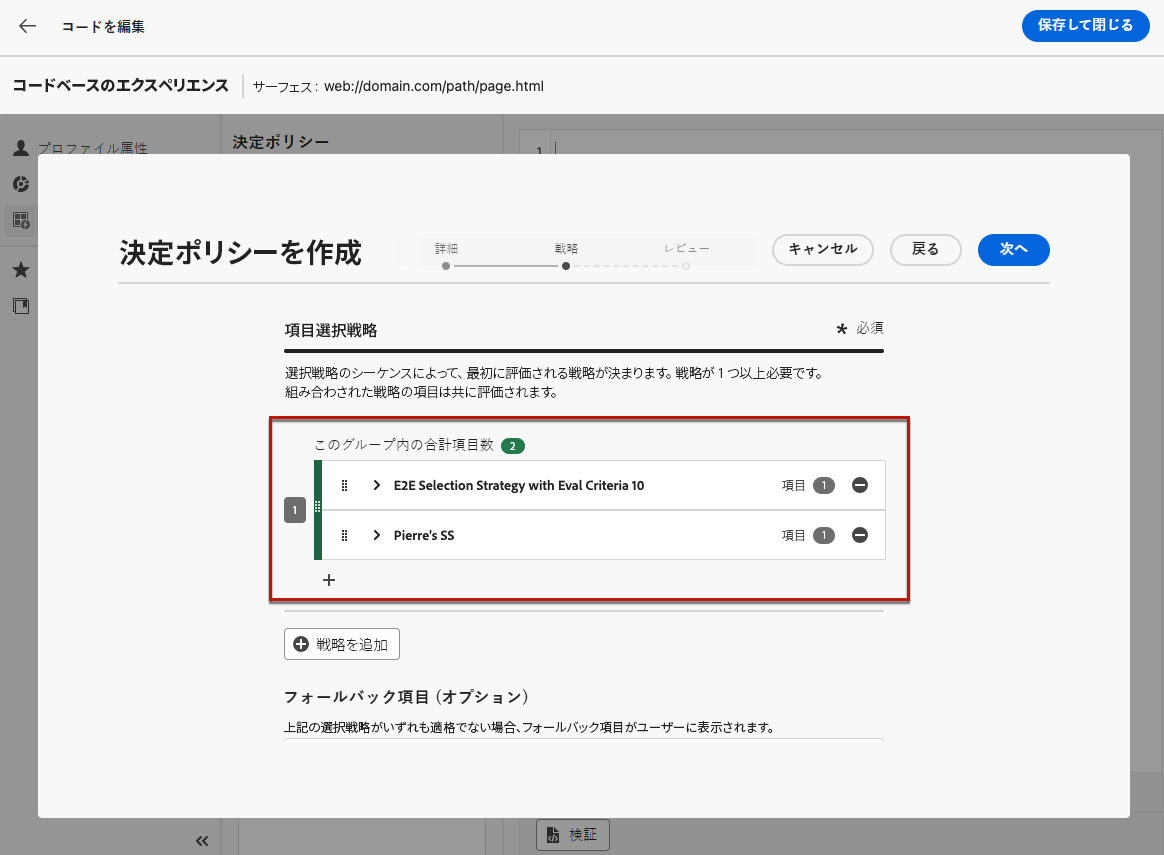 コードを編集
保存して閉じる
コードベースのエクスペリエンス
サーフェス : web://domain.com/path/page.html
プロファイル属性
決定ポリシー
1
決定ポリシーを作成
詳細
戦略
レビュー
キャンセル
戻る
次へ
項目選択戦略
* 必須
選択戦略のシーケンスによって、最初に評価される戦略が決まります。戦略が 1 つ以上必要です。
組み合わされた戦略の項目は共に評価されます。
このグループ内の合計項目数 2
1
E2E Selection Strategy with Eval Criteria 10
項目 1
Pierre's SS
項目 1
戦略を追加
フォールバック項目 (オプション)
上記の選択戦略がいずれも適格でない場合、フォールバック項目がユーザーに表示されます。
検証